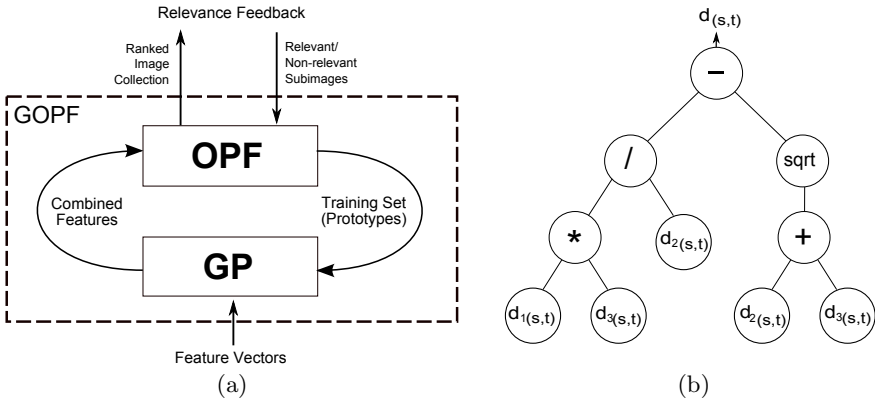 Relevance Feedback
Ranked
Image
Collection
Relevant/
Non-relevant
Subimages
GOPF
OPF
Combined
Features
Training Set
(Prototypes)
GP
Feature Vectors
(a)
d(s,t)
−
/
sqrt
*
d2(s,t)
+
d1(s,t)
d3(s,t)
d2(s,t)
d3(s,t)
(b)